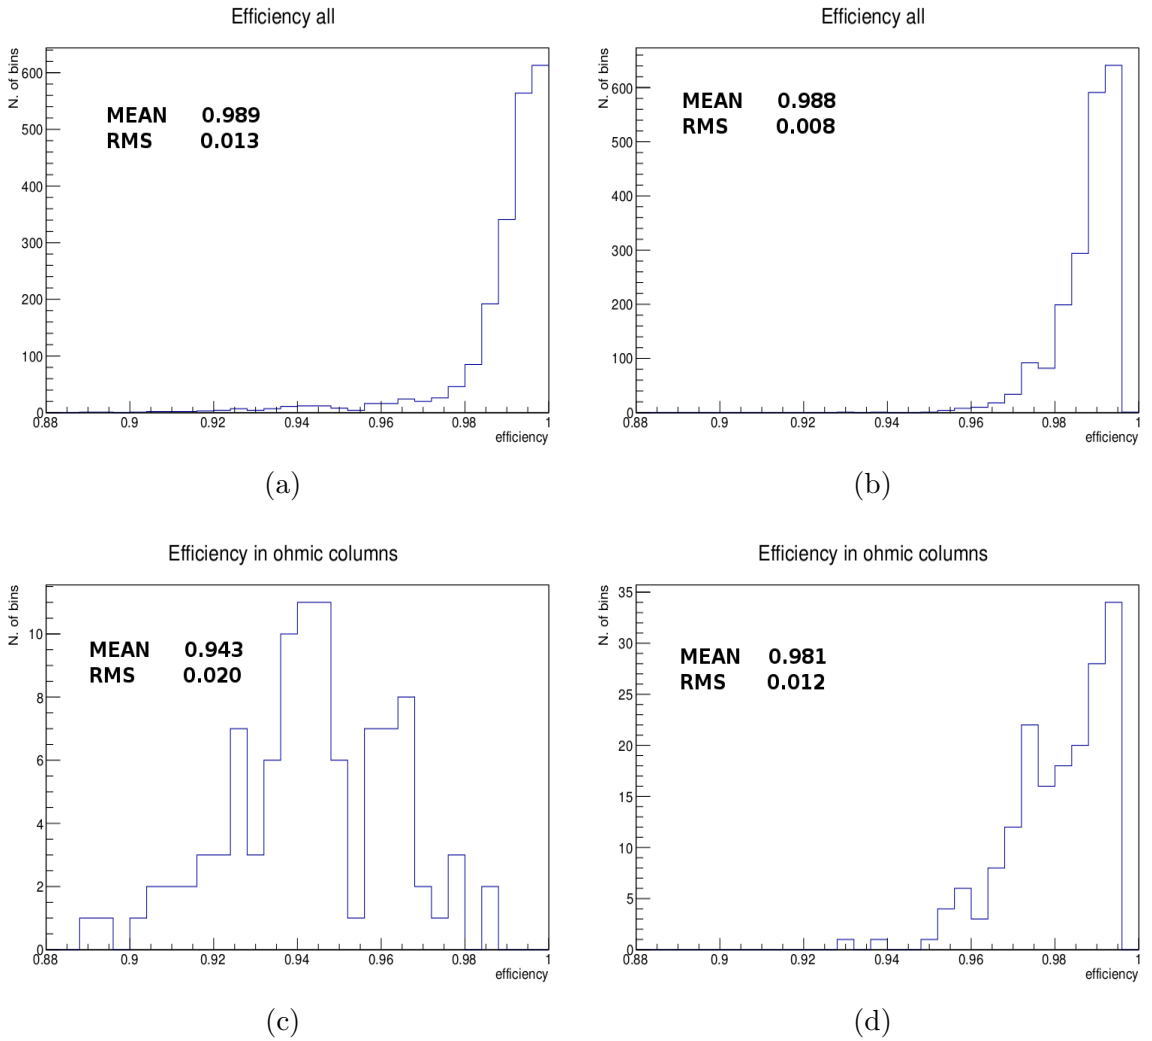 Efficiency all
N. of bins
600
500
400
300
200
100
0
MEAN 0.989
RMS 0.013
0.88 0.9 0.92 0.94 0.96 0.98 1
efficiency
(a)
Efficiency all
N. of bins
600
500
400
300
200
100
0
MEAN 0.988
RMS 0.008
0.88 0.9 0.92 0.94 0.96 0.98 1
efficiency
(b)
Efficiency in ohmic columns
N. of bins
10
8
6
4
2
0
MEAN 0.943
RMS 0.020
0.88 0.9 0.92 0.94 0.96 0.98 1
efficiency
(c)
Efficiency in ohmic columns
N. of bins
35
30
25
20
15
10
5
0
MEAN 0.981
RMS 0.012
0.88 0.9 0.92 0.94 0.96 0.98 1
efficiency
(d)